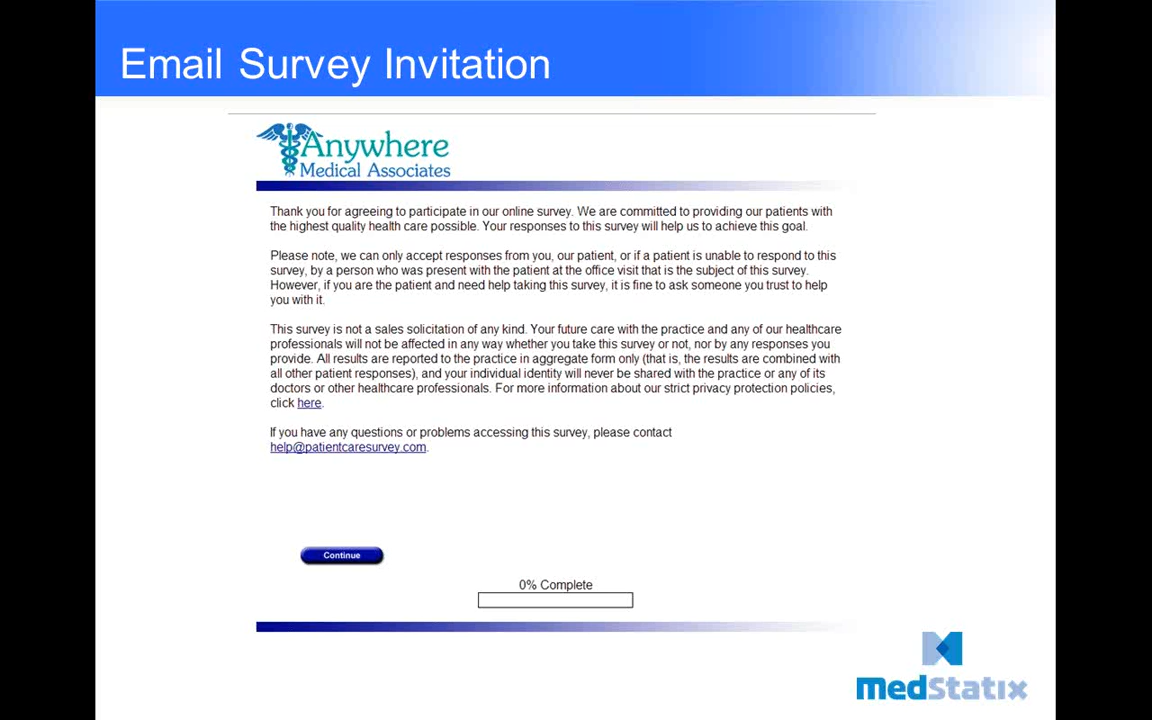 Email Survey Invitation
Anywhere
Medical Associates
Thank you for agreeing to participate in our online survey. We are committed to providing our patients with
the highest quality health care possible. Your responses to this survey will help us to achieve this goal.
Please note, we can only accept responses from you, our patient, or if a patient is unable to respond to this
survey, by a person who was present with the patient at the office visit that is the subject of this survey.
However, if you are the patient and need help taking this survey, it is fine to ask someone you trust to help
you with it.
This survey is not a sales solicitation of any kind. Your future care with the practice and any of our healthcare
professionals will not be affected in any way whether you take this survey or not, nor by any responses you
provide. All results are reported to the practice in aggregate form only (that is, the results are combined with
all other patient responses), and your individual identity will never be shared with the practice or any of its
doctors or other healthcare professionals. For more information about our strict privacy protection policies,
click here.
If you have any questions or problems accessing this survey, please contact
help@patientcaresurvey.com.
Continue
0% Complete
medStatix